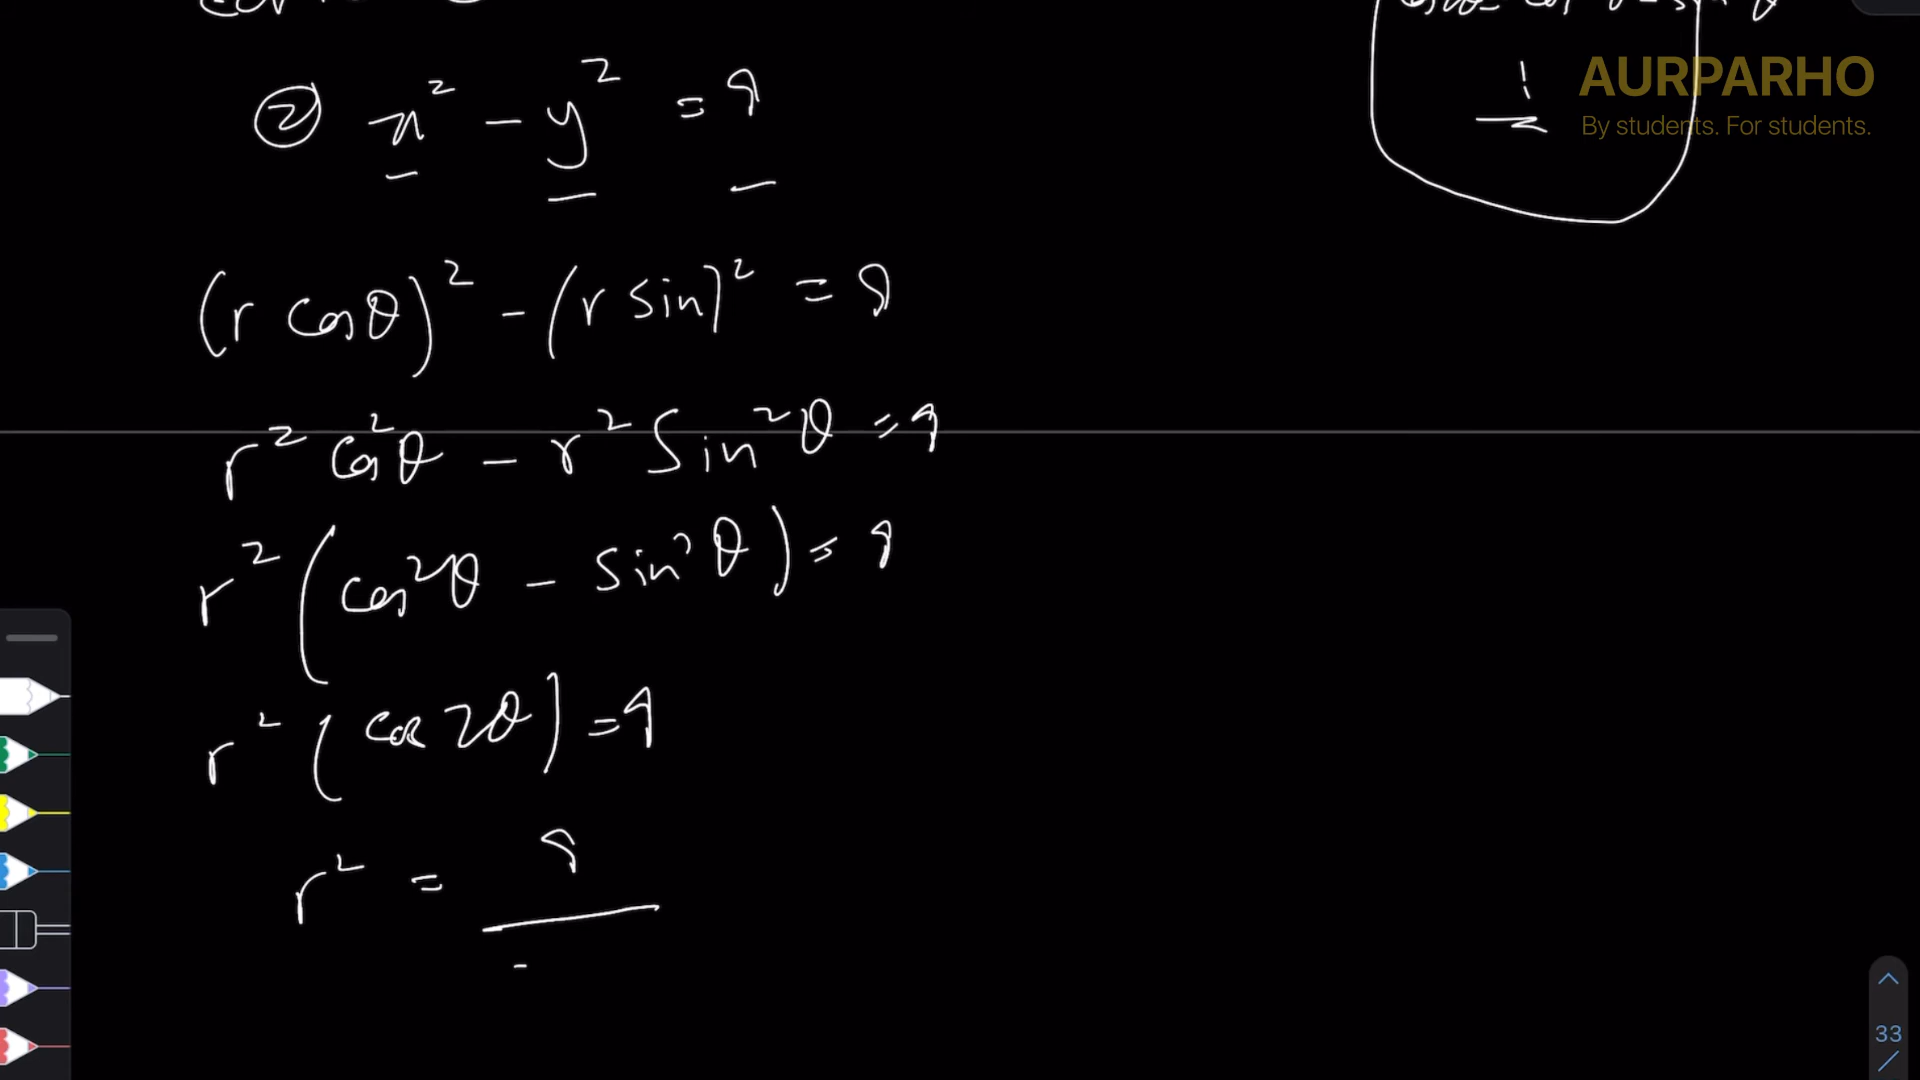 AURPARHO
By students. For students.
② x² - y² = 9
(r cosθ)² - (r sin)² = 9
r² cos²θ - r² Sin²θ = 9
r² (cos²θ - sin²θ) = 9
r² (cos 2θ) = 9
r² = 9
33